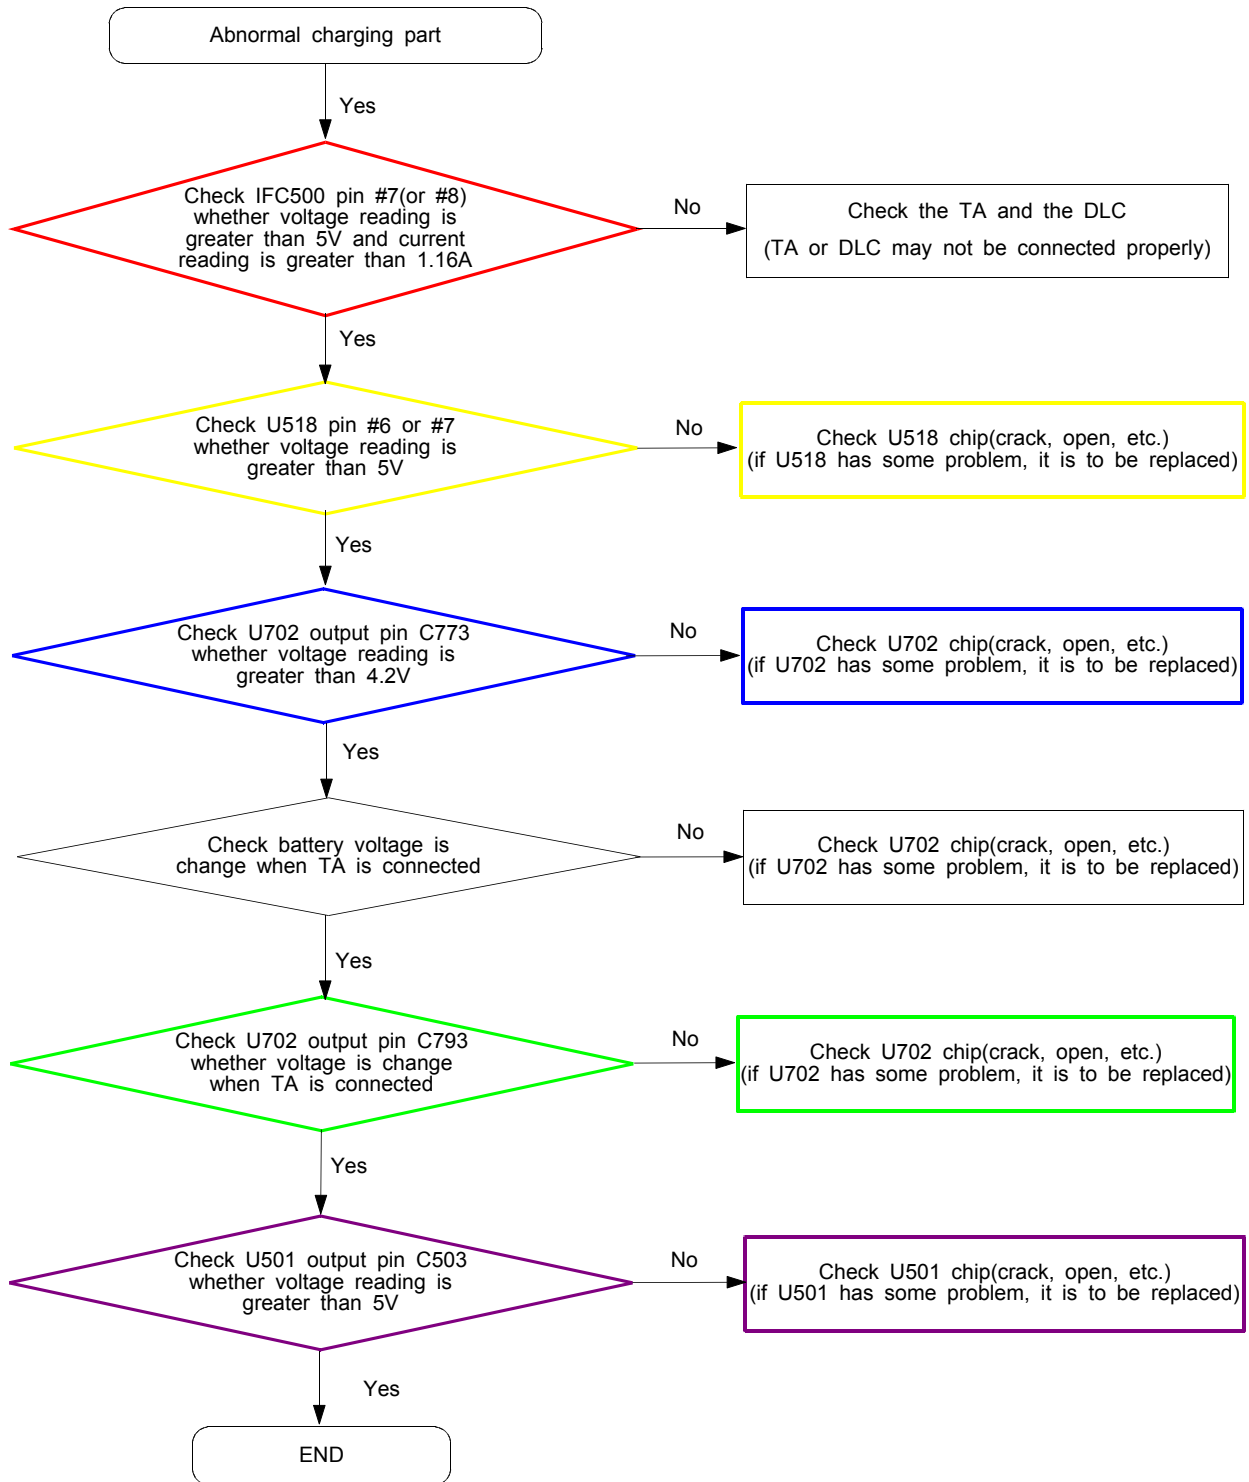 Abnormal charging part
Yes
Check IFC500 pin #7(or #8)
whether voltage reading is
greater than 5V and current
reading is greater than 1.16A
No
Check the TA and the DLC
(TA or DLC may not be connected properly)
Yes
Check U518 pin #6 or #7
whether voltage reading is
greater than 5V
No
Check U518 chip(crack, open, etc.)
(if U518 has some problem, it is to be replaced)
Yes
Check U702 output pin C773
whether voltage reading is
greater than 4.2V
No
Check U702 chip(crack, open, etc.)
(if U702 has some problem, it is to be replaced)
Yes
Check battery voltage is
change when TA is connected
No
Check U702 chip(crack, open, etc.)
(if U702 has some problem, it is to be replaced)
Yes
Check U702 output pin C793
whether voltage is change
when TA is connected
No
Check U702 chip(crack, open, etc.)
(if U702 has some problem, it is to be replaced)
Yes
Check U501 output pin C503
whether voltage reading is
greater than 5V
No
Check U501 chip(crack, open, etc.)
(if U501 has some problem, it is to be replaced)
Yes
END